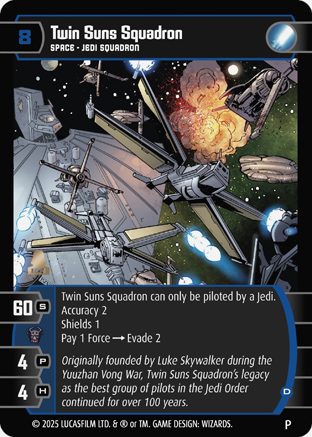 8
Twin Suns Squadron
SPACE - JEDI SQUADRON
Twin Suns Squadron can only be piloted by a Jedi.
Accuracy 2
Shields 1
Pay 1 Force → Evade 2
60 S
4 P
4 H
Originally founded by Luke Skywalker during the
Yuuzhan Vong War, Twin Suns Squadron's legacy
as the best group of pilots in the Jedi Order
continued for over 100 years.
D
© 2025 LUCASFILM LTD. & ® or TM. GAME DESIGN: WIZARDS.
P